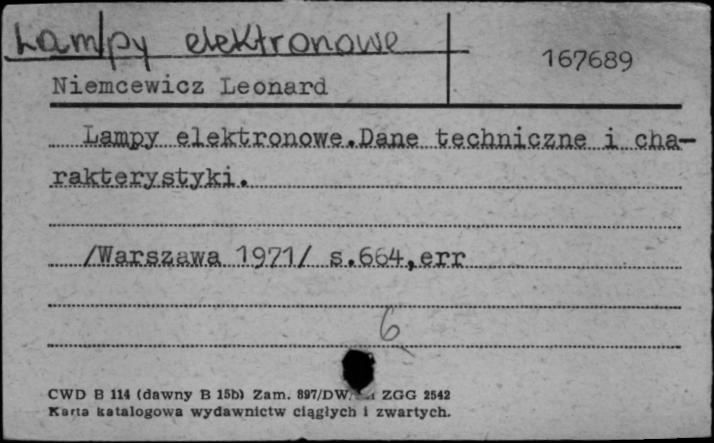 Lampy elektronowe
167689
Niemcewicz Leonard
Lampy elektronowe.Dane techniczne i cha-
rakterystyki.
/Warszawa 1971/ s.664,err
6
CWD B 114 (dawny B 15b) Zam. 897/DW/ ZGG 2542
Karta katalogowa wydawnictw ciągłych i zwartych.